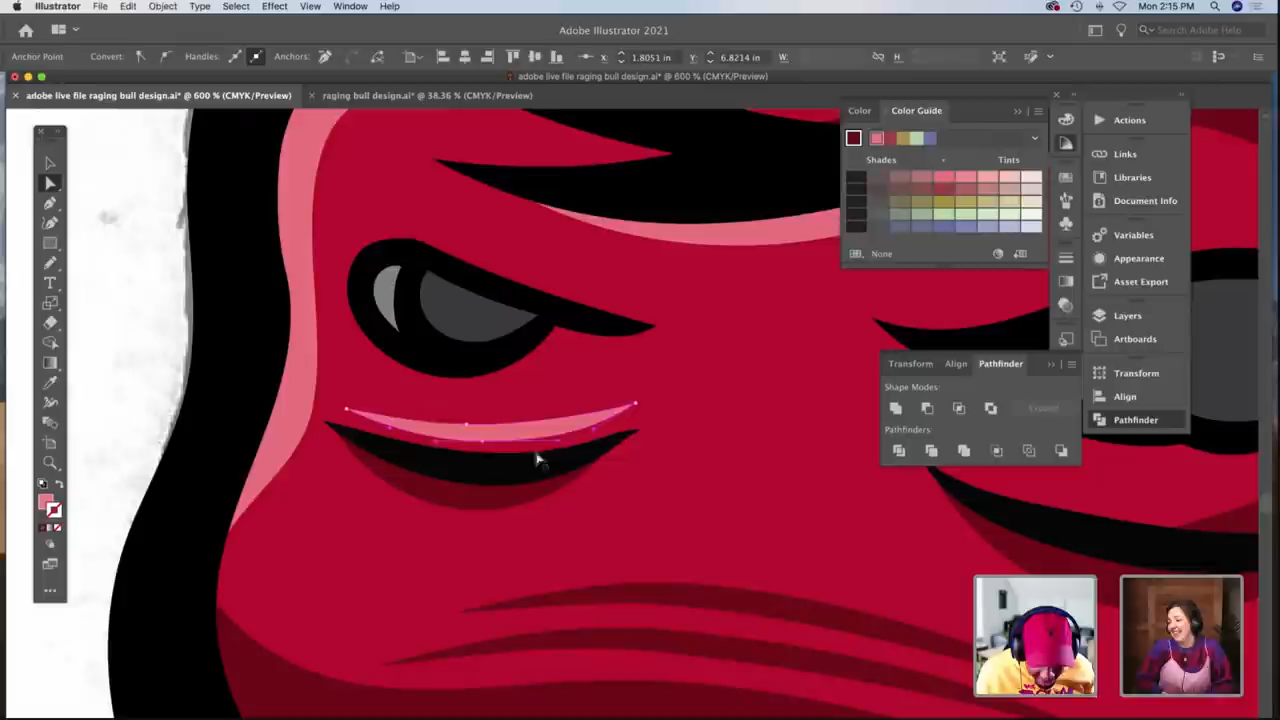 Illustrator File Edit Object Type Select Effect View Window Help
Mon 2:15 PM
Adobe Illustrator 2021
Search Adobe Help
Anchor Point Convert: Handles: Anchors: X: 1.8051 in Y: 6.8214 in W: H:
adobe live file raging bull design.ai* @ 600 % (CMYK/Preview)
adobe live file raging bull design.ai* @ 600 % (CMYK/Preview)
raging bull design.ai* @ 38.36 % (CMYK/Preview)
Color Color Guide
Shades Tints
None
Actions
Links
Libraries
Document Info
Variables
Appearance
Asset Export
Layers
Artboards
Transform
Align
Pathfinder
Transform Align Pathfinder
Shape Modes:
Expand
Pathfinders: